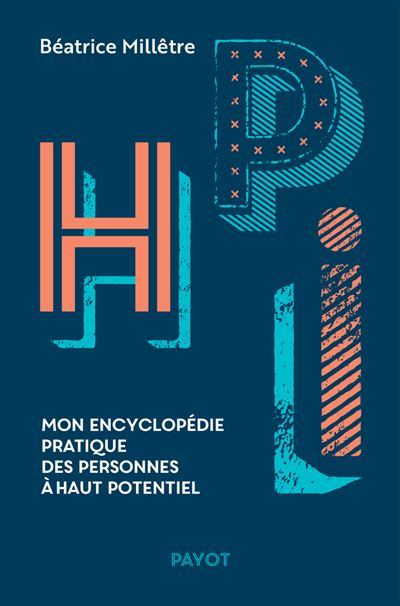 Béatrice Millêtre
HPi
MON ENCYCLOPÉDIE
PRATIQUE
DES PERSONNES
À HAUT POTENTIEL
PAYOT